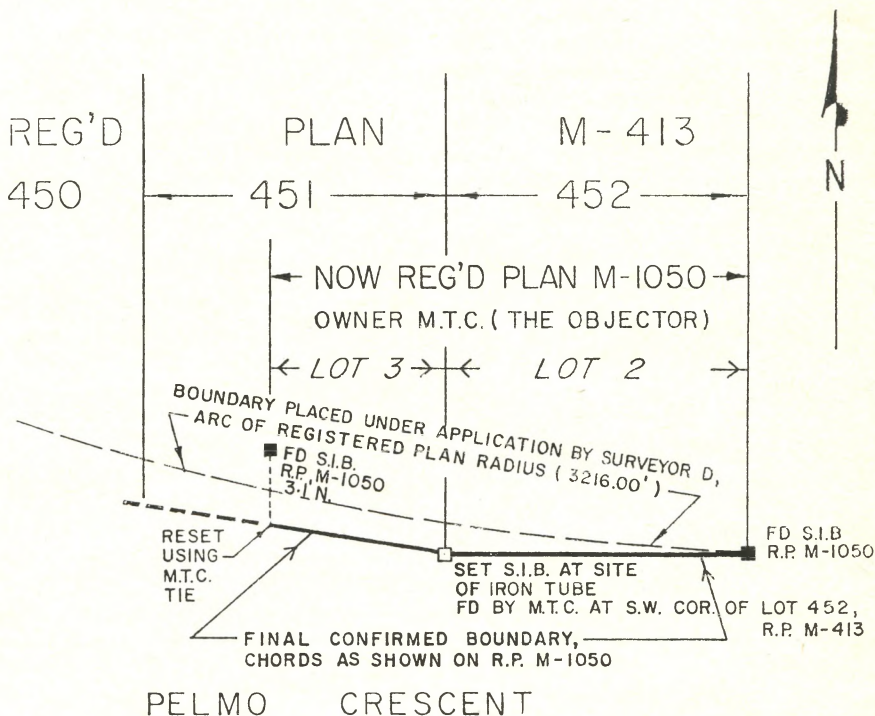 REG'D PLAN M-413
450 451 452
N
NOW REG'D PLAN M-1050
OWNER M.T.C. (THE OBJECTOR)
LOT 3 LOT 2
BOUNDARY PLACED UNDER APPLICATION BY SURVEYOR D,
ARC OF REGISTERED PLAN RADIUS (3216.00')
FD S.I.B.
R.P. M-1050
3.1'N.
FD S.I.B
R.P. M-1050
RESET
USING
M.T.C.
TIE
SET S.I.B. AT SITE
OF IRON TUBE
FD BY M.T.C. AT S.W. COR. OF LOT 452,
R.P. M-413
FINAL CONFIRMED BOUNDARY,
CHORDS AS SHOWN ON R.P. M-1050
PELMO CRESCENT